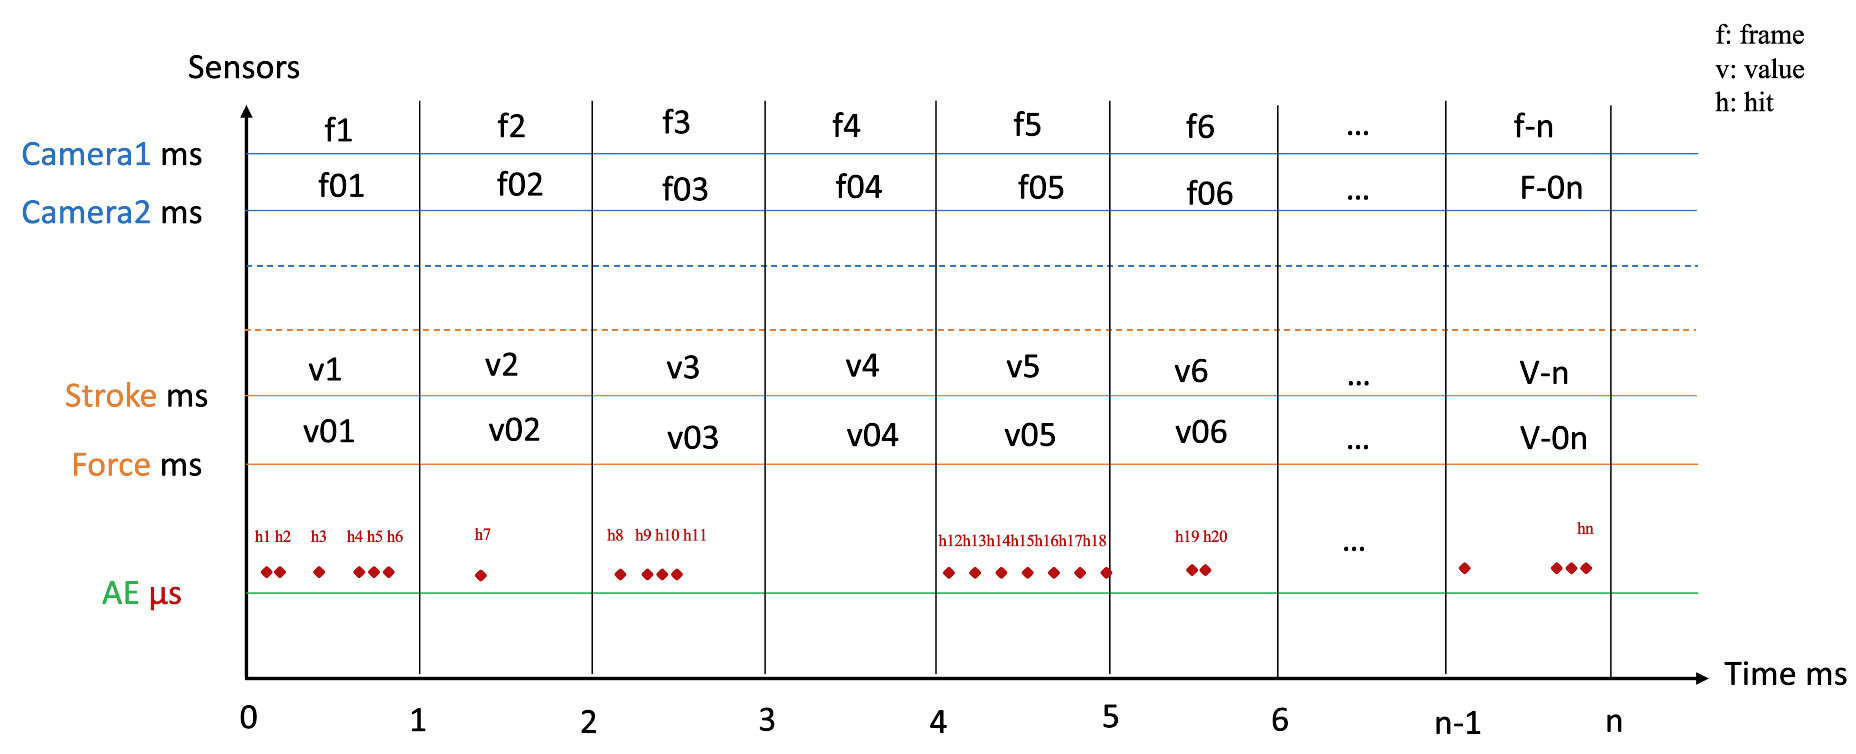 f: frame
v: value
h: hit
Sensors
Camera1 ms
f1 f2 f3 f4 f5 f6 ... f-n
Camera2 ms
f01 f02 f03 f04 f05 f06 ... F-0n
Stroke ms
v1 v2 v3 v4 v5 v6 ... V-n
Force ms
v01 v02 v03 v04 v05 v06 ... V-0n
AE µs
h1 h2 h3 h4 h5 h6 h7 h8 h9 h10 h11 h12h13h14h15h16h17h18 h19 h20 ... hn
Time ms
0 1 2 3 4 5 6 n-1 n